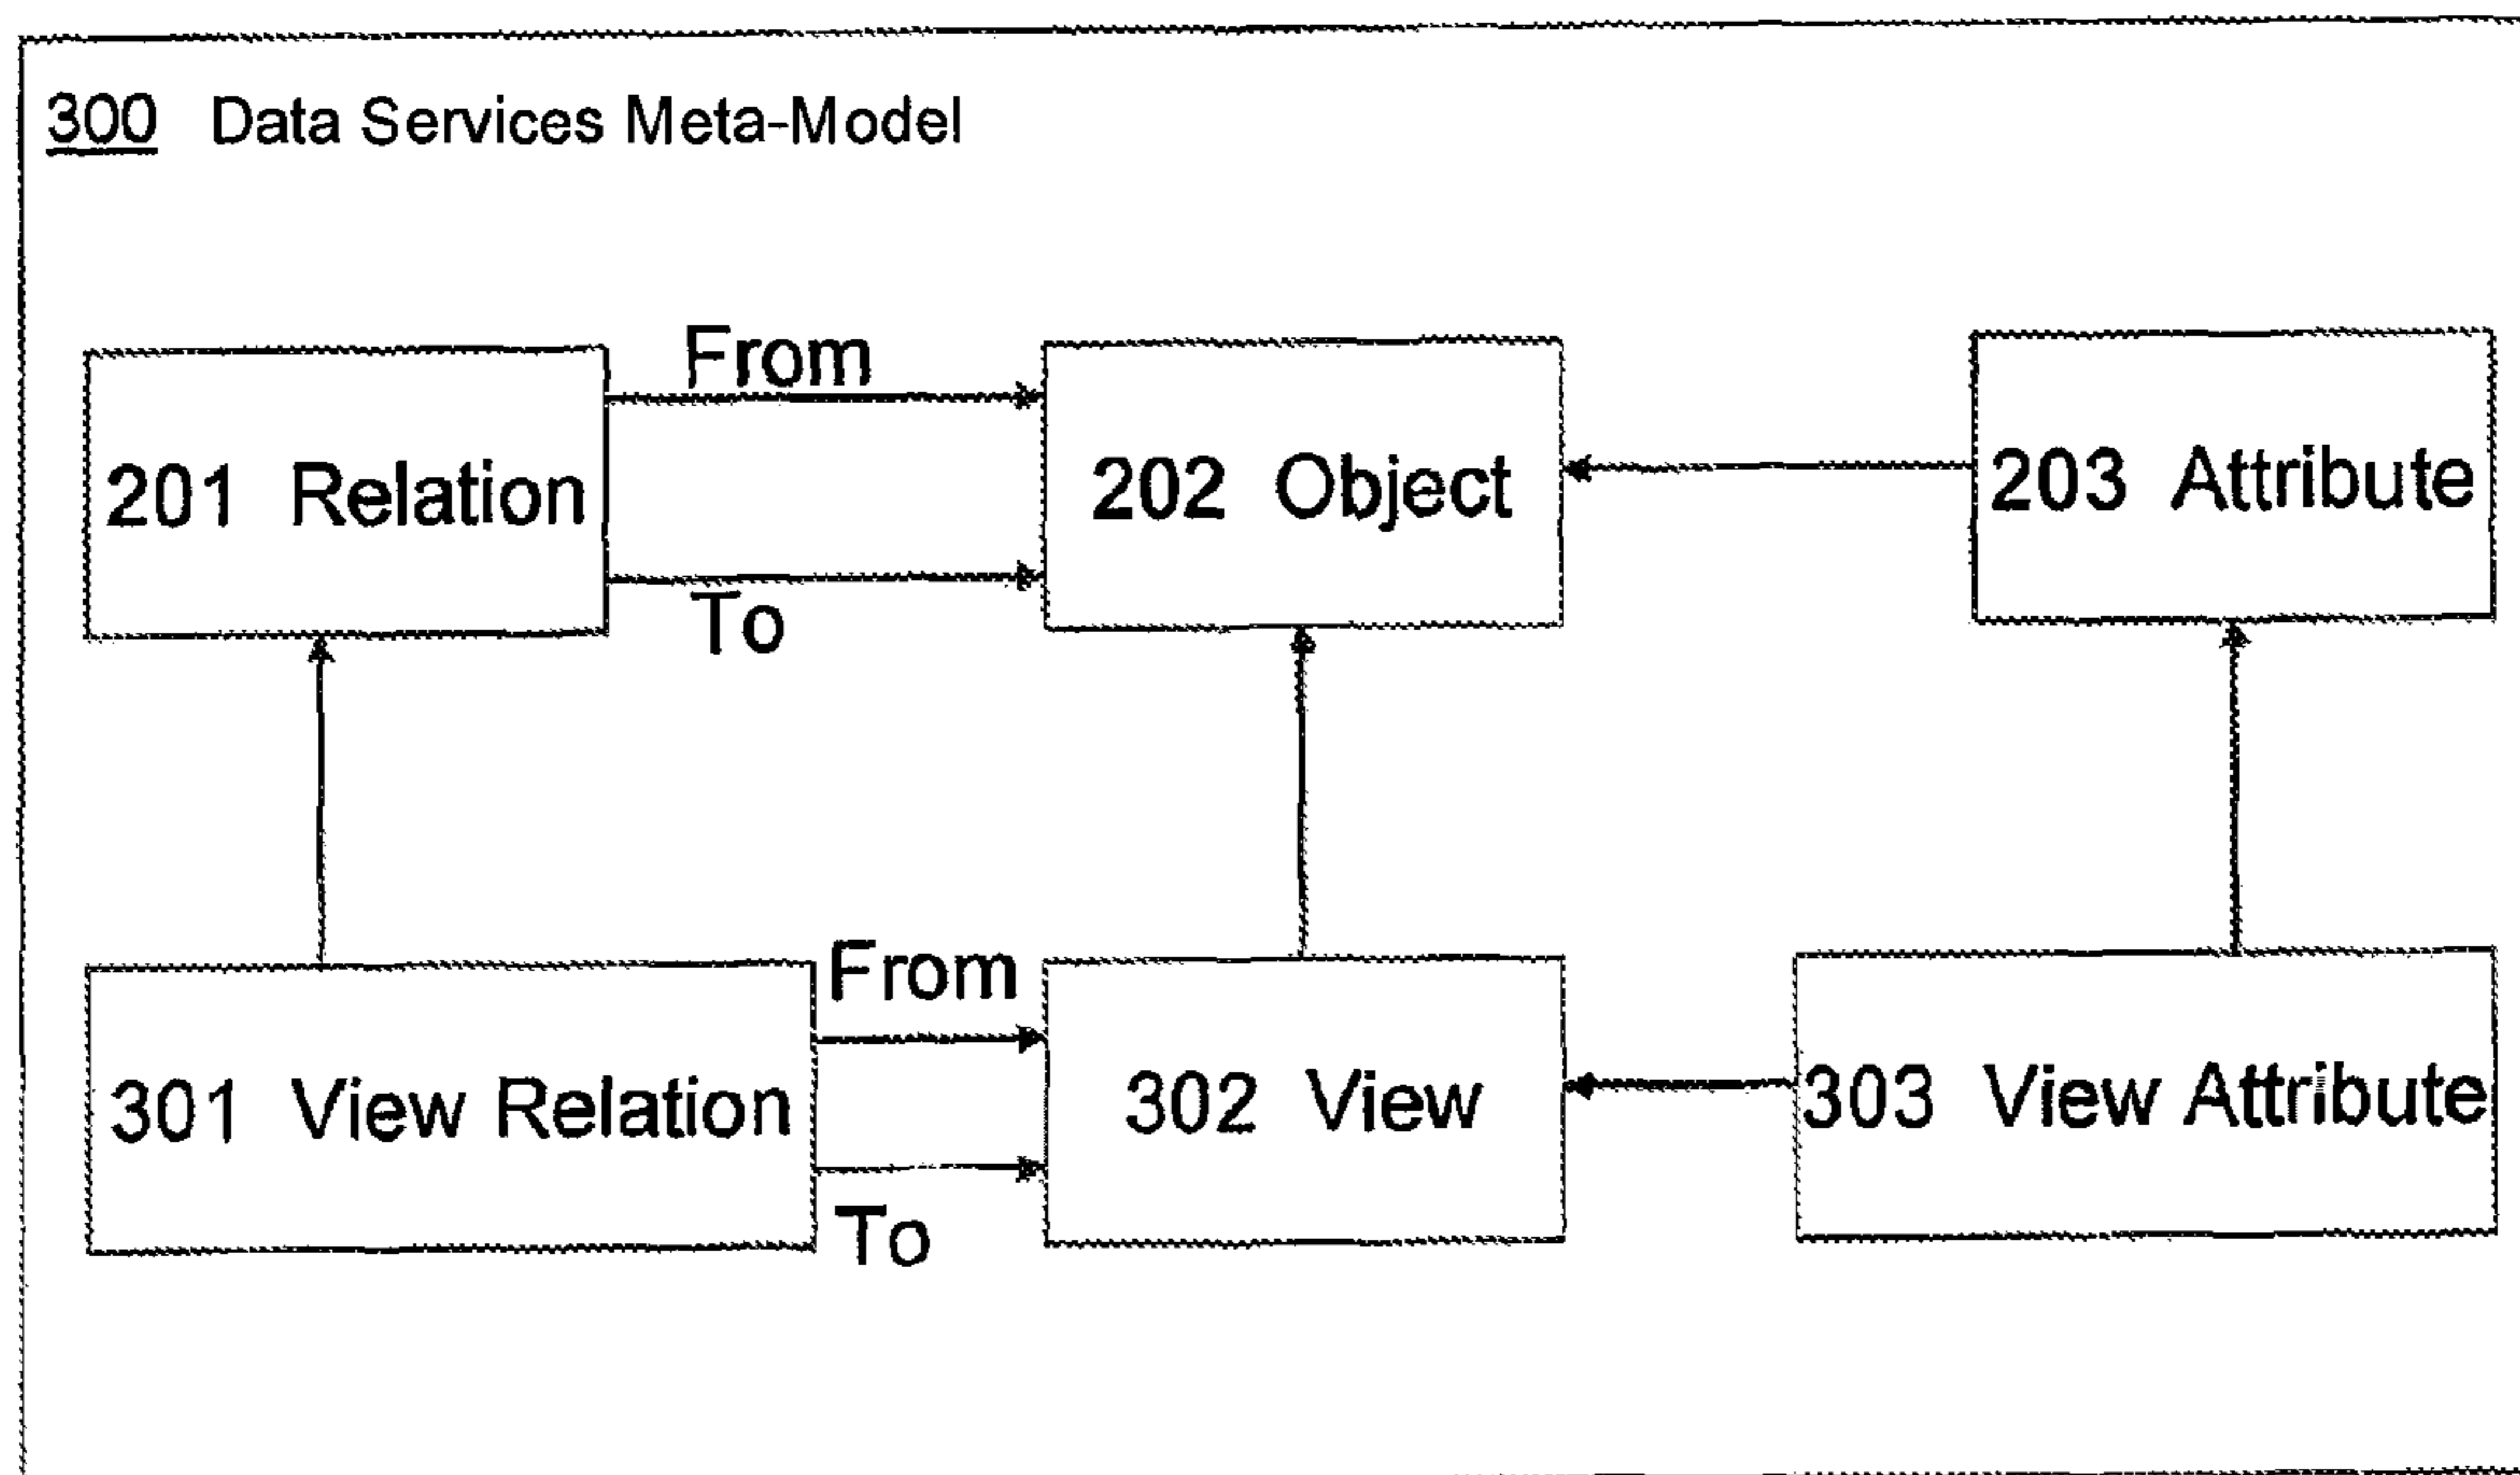 300 Data Services Meta-Model
From
201 Relation
202 Object
203 Attribute
To
From
301 View Relation
302 View
303 View Attribute
To